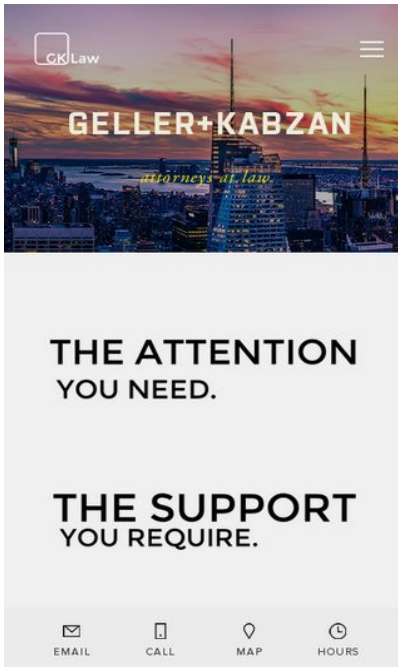 GK Law
GELLER+KABZAN
attorneys at law
THE ATTENTION
YOU NEED.
THE SUPPORT
YOU REQUIRE.
EMAIL CALL MAP HOURS